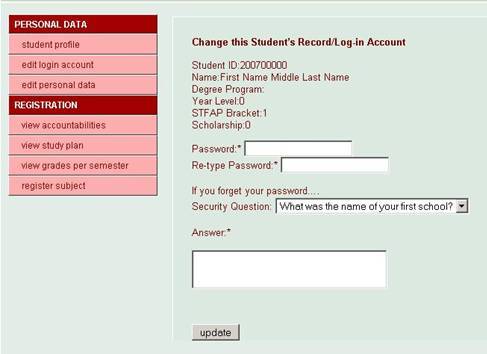 PERSONAL DATA
student profile
edit login account
edit personal data
REGISTRATION
view accountabilities
view study plan
view grades per semester
register subject
Change this Student's Record/Log-in Account
Student ID:200700000
Name:First Name Middle Last Name
Degree Program:
Year Level:0
STFAP Bracket:1
Scholarship:0
Password:*
Re-type Password:*
If you forget your password....
Security Question: What was the name of your first school?
Answer:*
update